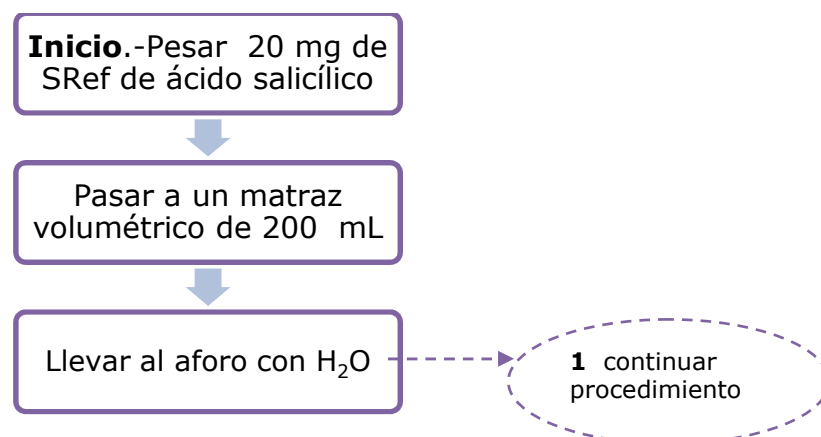 Inicio.-Pesar 20 mg de
SRef de ácido salicílico
Pasar a un matraz
volumétrico de 200 mL
Llevar al aforo con H₂O
1 continuar
procedimiento